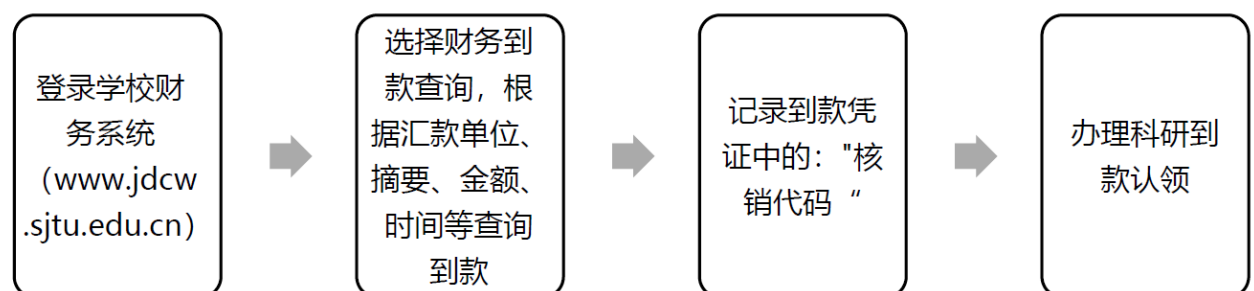 登录学校财
务系统
（www.jdcw
.sjtu.edu.cn）
选择财务到
款查询，根
据汇款单位、
摘要、金额、
时间等查询
到款
记录到款凭
证中的："核
销代码“
办理科研到
款认领